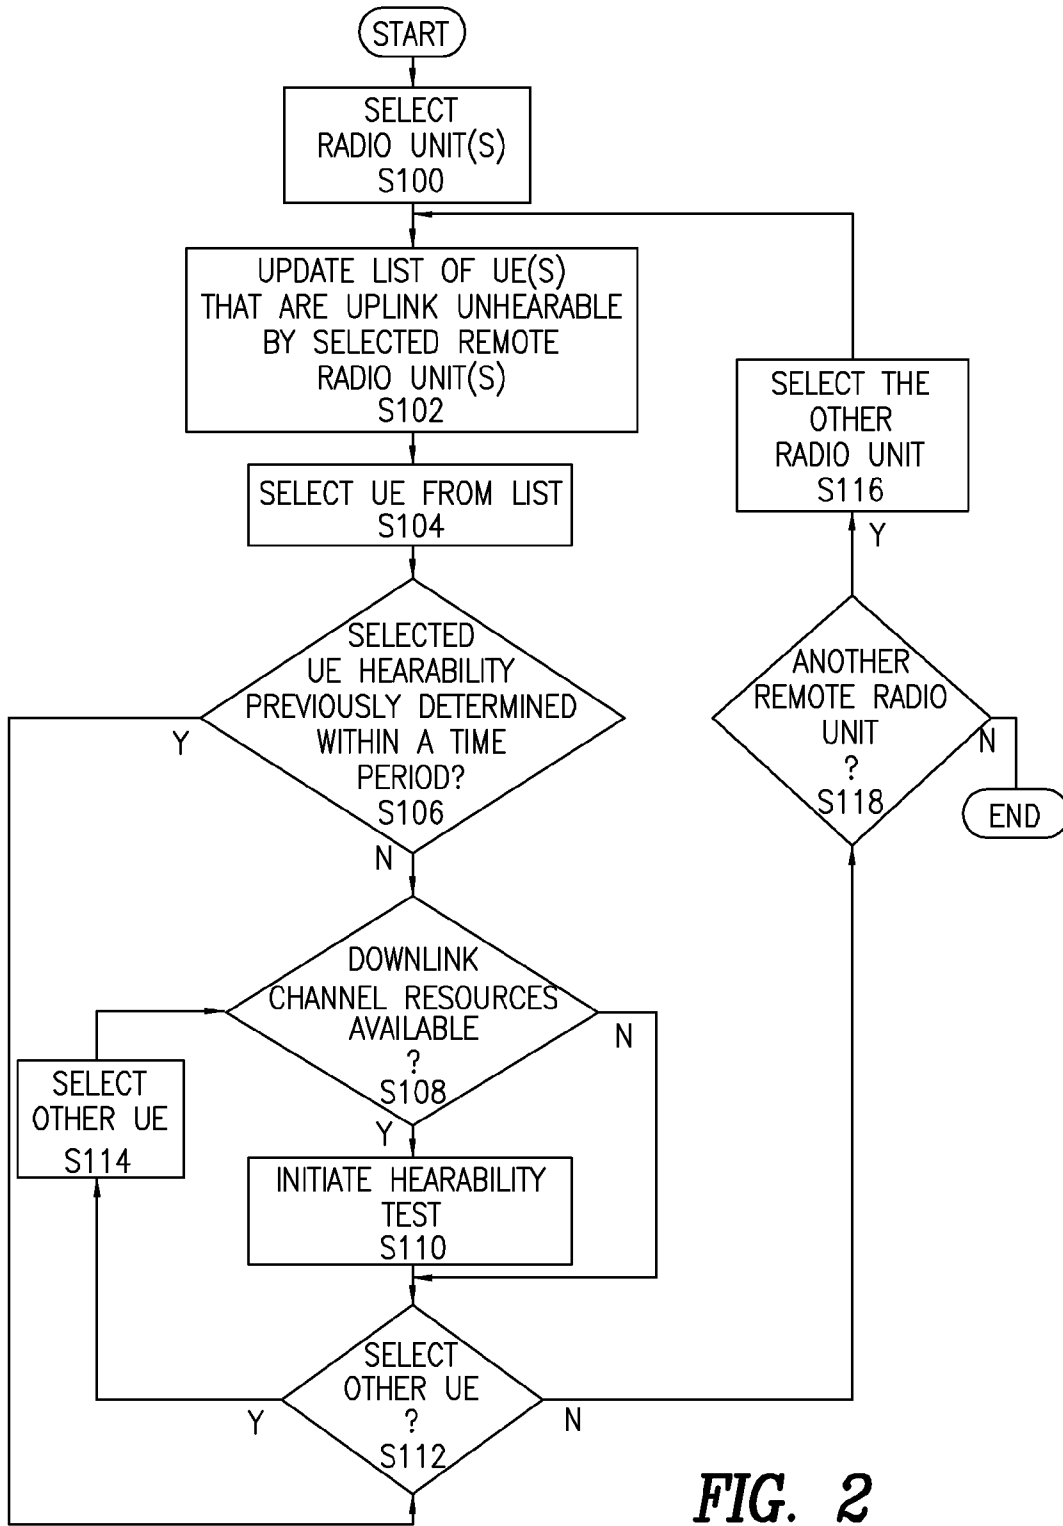 START
SELECT
RADIO UNIT(S)
S100
UPDATE LIST OF UE(S)
THAT ARE UPLINK UNHEARABLE
BY SELECTED REMOTE
RADIO UNIT(S)
S102
SELECT UE FROM LIST
S104
SELECTED
UE HEARABILITY
PREVIOUSLY DETERMINED
WITHIN A TIME
PERIOD?
S106
Y
N
DOWNLINK
CHANNEL RESOURCES
AVAILABLE
?
S108
N
Y
SELECT
OTHER UE
S114
INITIATE HEARABILITY
TEST
S110
SELECT
OTHER UE
?
S112
Y
N
SELECT THE
OTHER
RADIO UNIT
S116
Y
ANOTHER
REMOTE RADIO
UNIT
?
S118
N
END
FIG. 2